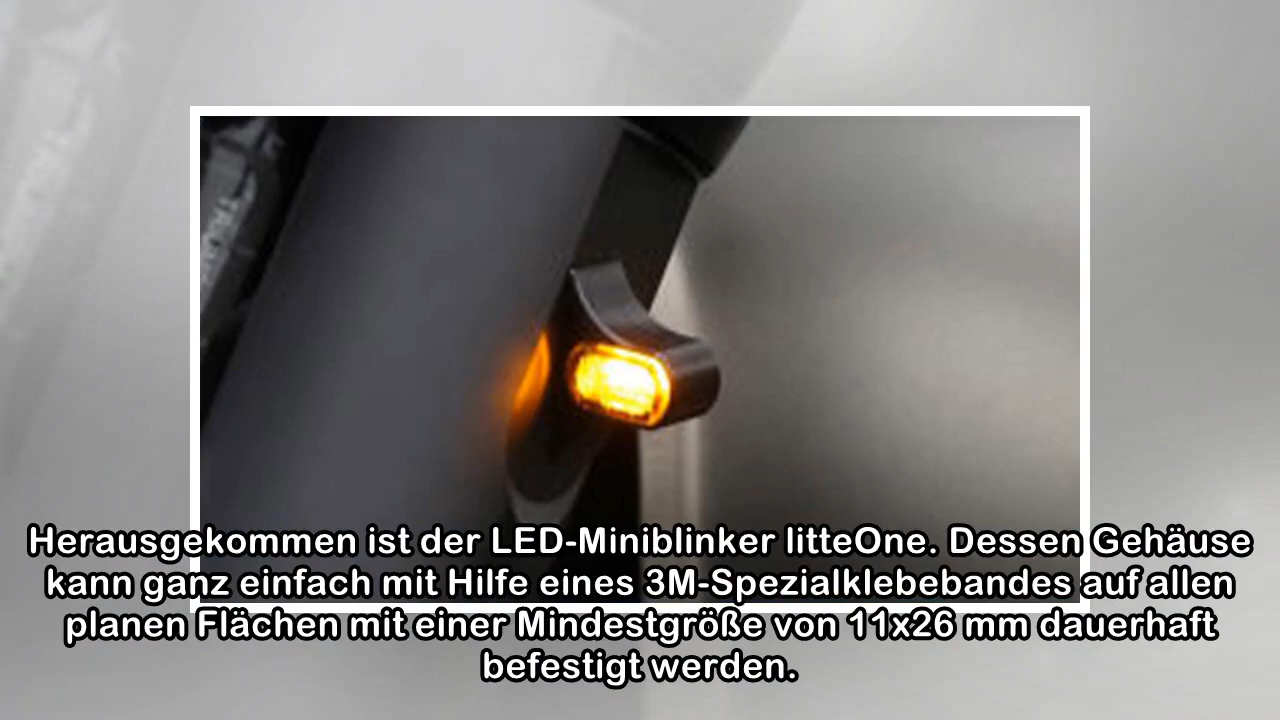 Herausgekommen ist der LED-Miniblinker litteOne. Dessen Gehäuse
kann ganz einfach mit Hilfe eines 3M-Spezialklebebandes auf allen
planen Flächen mit einer Mindestgröße von 11x26 mm dauerhaft
befestigt werden.